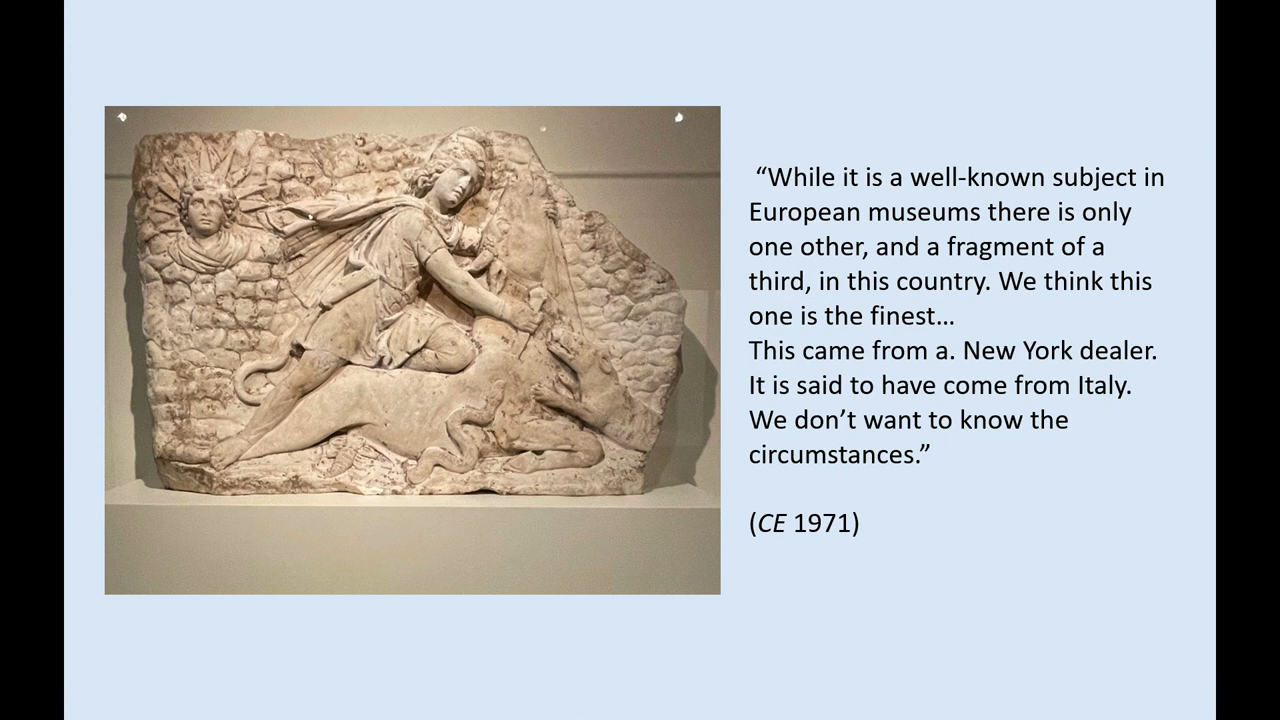 “While it is a well-known subject in
European museums there is only
one other, and a fragment of a
third, in this country. We think this
one is the finest…
This came from a. New York dealer.
It is said to have come from Italy.
We don’t want to know the
circumstances.”
(CE 1971)